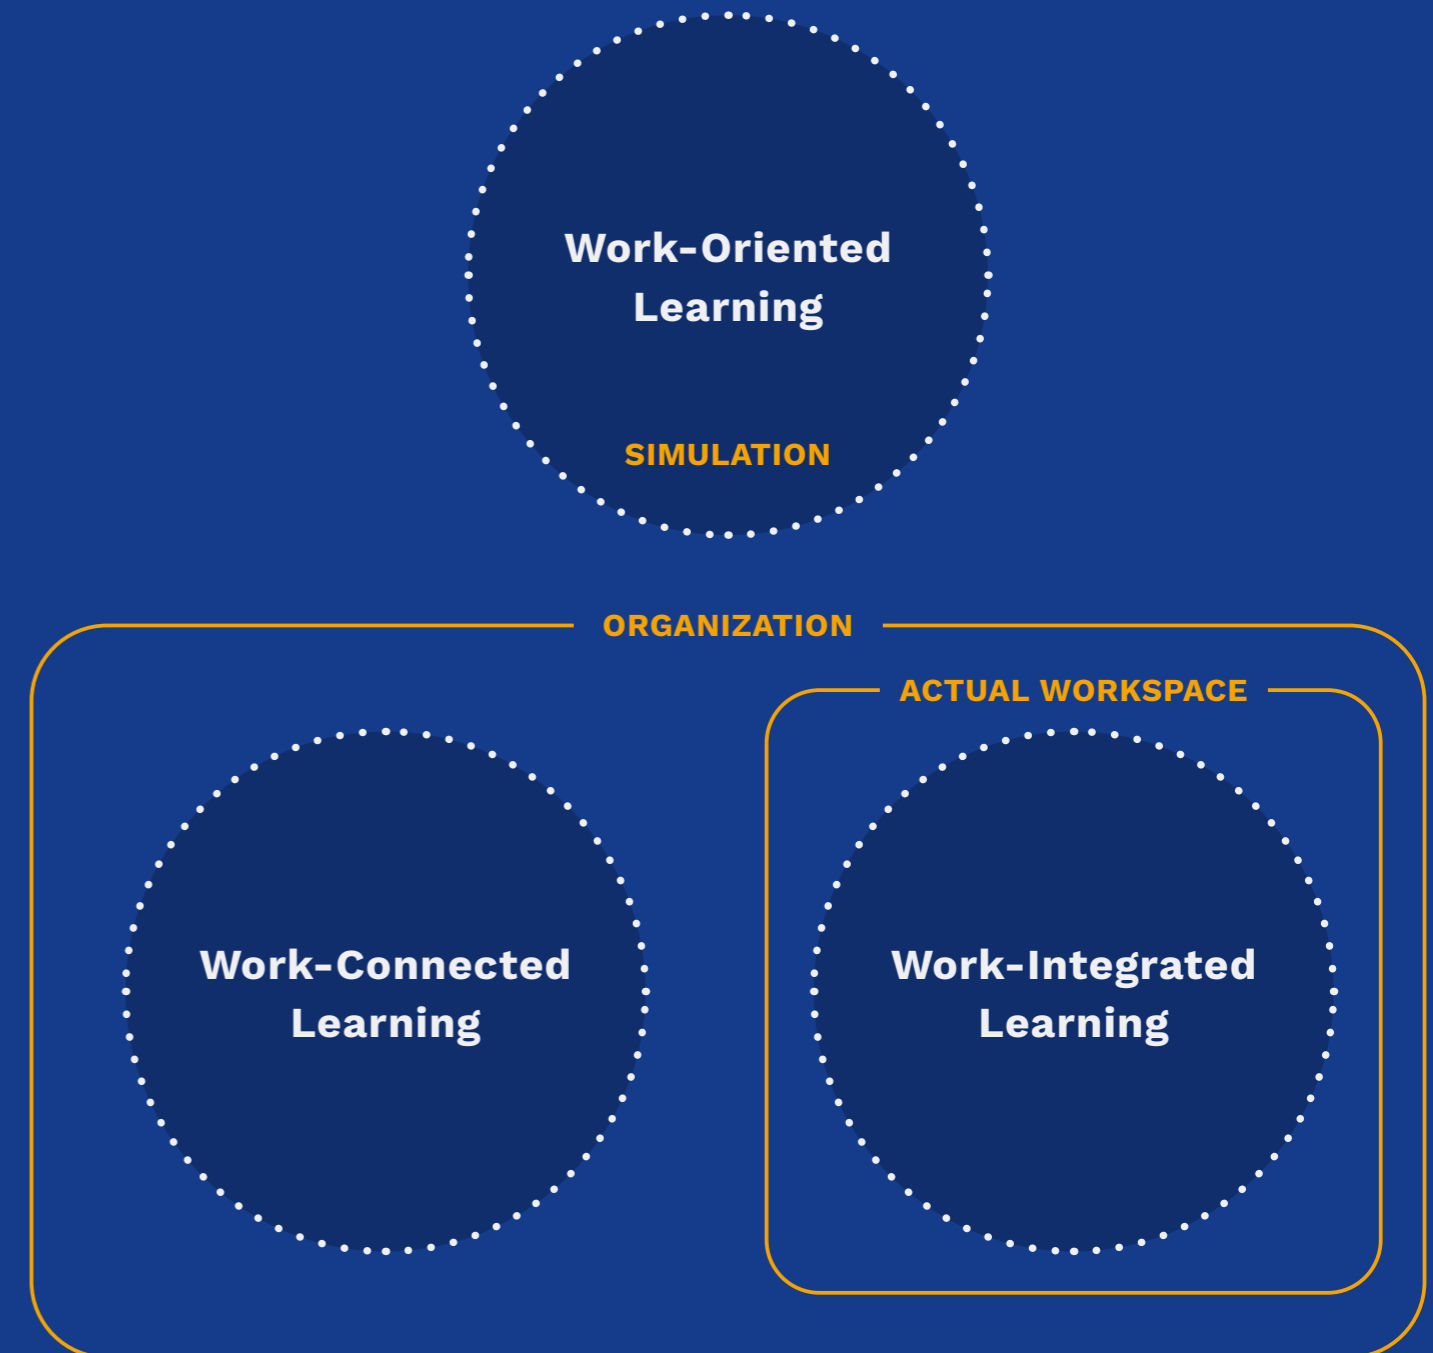 Work-Oriented
Learning
SIMULATION
ORGANIZATION
ACTUAL WORKSPACE
Work-Connected
Learning
Work-Integrated
Learning